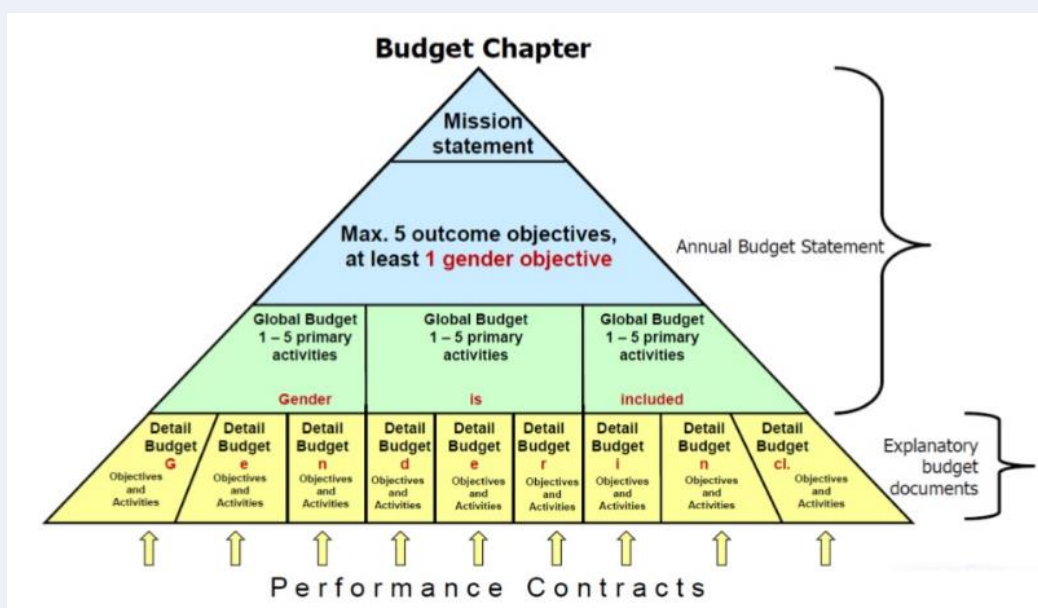 Budget Chapter
Mission
statement
Max. 5 outcome objectives,
at least 1 gender objective
Annual Budget Statement
Global Budget
1 – 5 primary
activities
Gender
Global Budget
1 – 5 primary
activities
is
Global Budget
1 – 5 primary
activities
included
Detail
Budget
G
Objectives
and
Activities
Detail
Budget
e
Objectives
and
Activities
Detail
Budget
n
Objectives
and
Activities
Detail
Budget
d
Objectives
and
Activities
Detail
Budget
e
Objectives
and
Activities
Detail
Budget
r
Objectives
and
Activities
Detail
Budget
i
Objectives
and
Activities
Detail
Budget
n
Objectives
and
Activities
Detail
Budget
cl.
Objectives
and
Activities
Explanatory
budget
documents
Performance Contracts